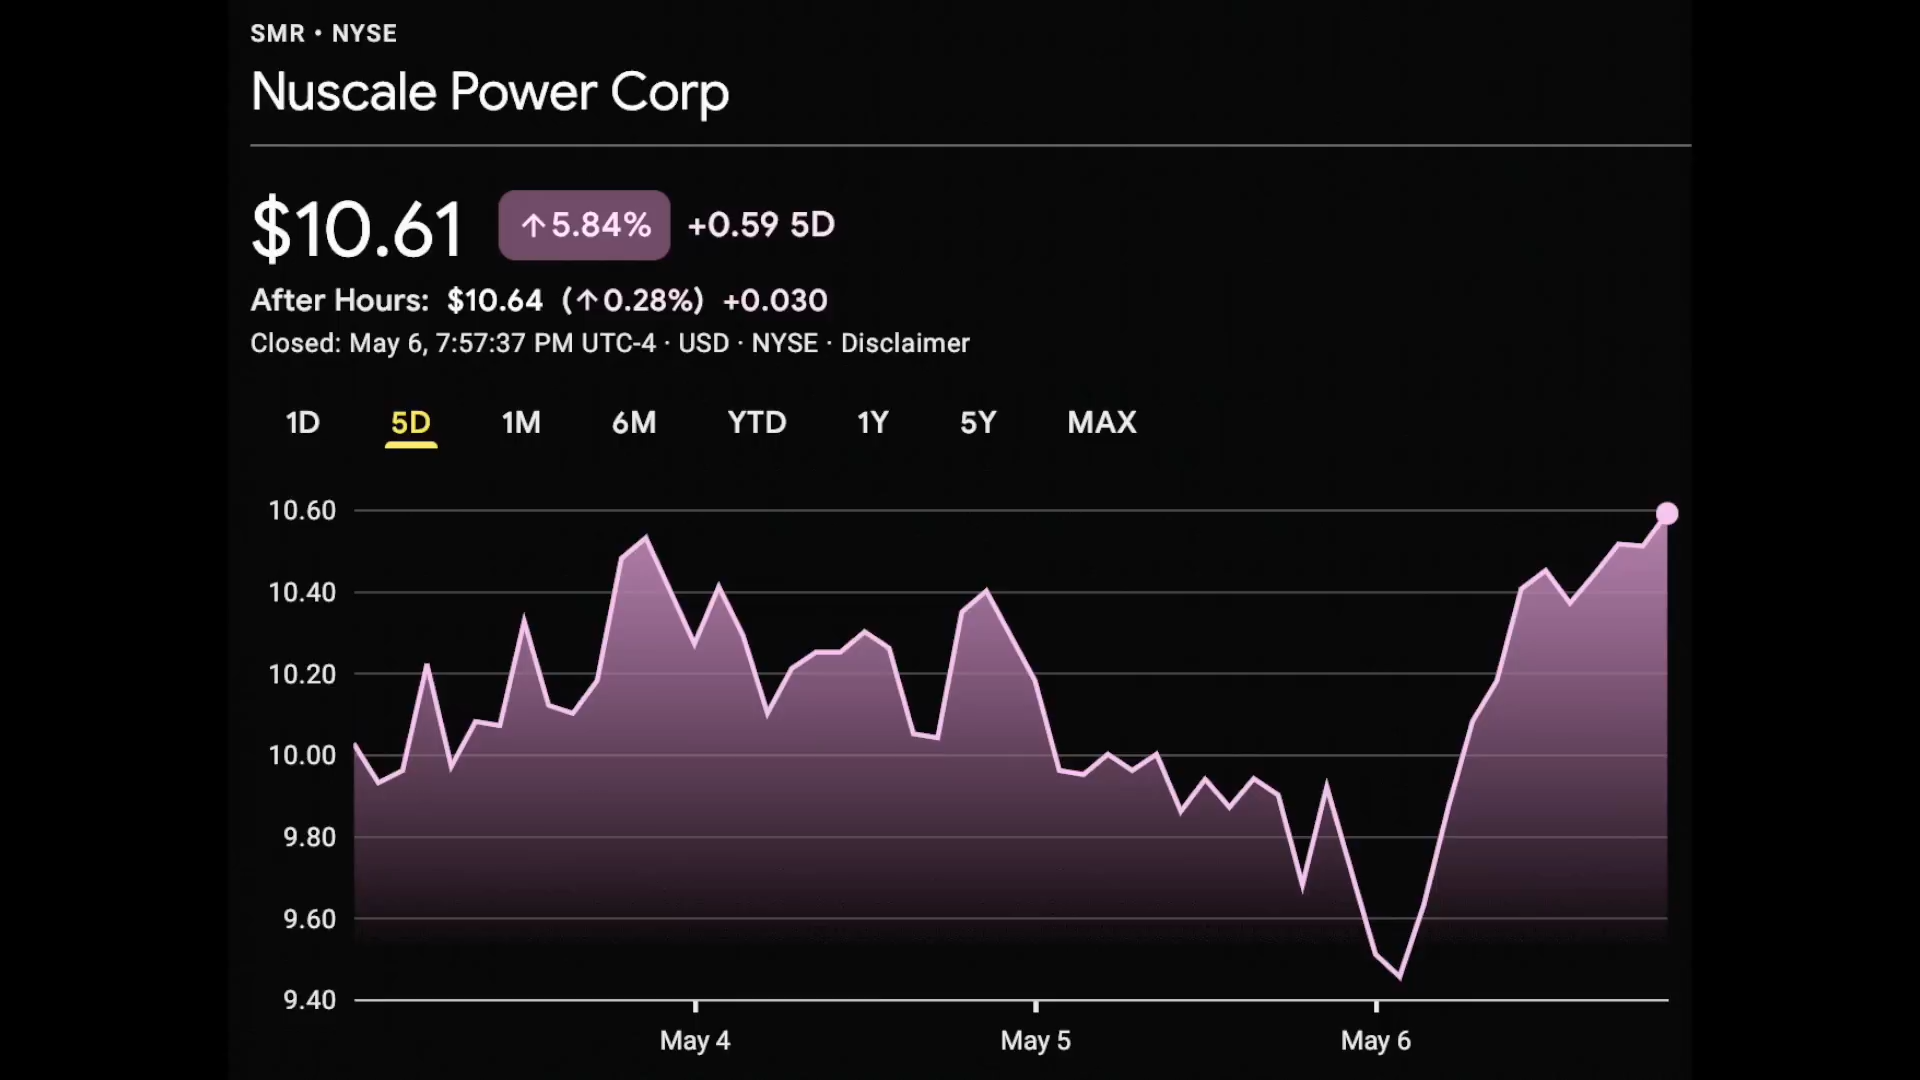 SMR • NYSE
Nuscale Power Corp
$10.61 ↑5.84% +0.59 5D
After Hours: $10.64 (↑0.28%) +0.030
Closed: May 6, 7:57:37 PM UTC-4 · USD · NYSE · Disclaimer
1D 5D 1M 6M YTD 1Y 5Y MAX
10.60
10.40
10.20
10.00
9.80
9.60
9.40
May 4 May 5 May 6